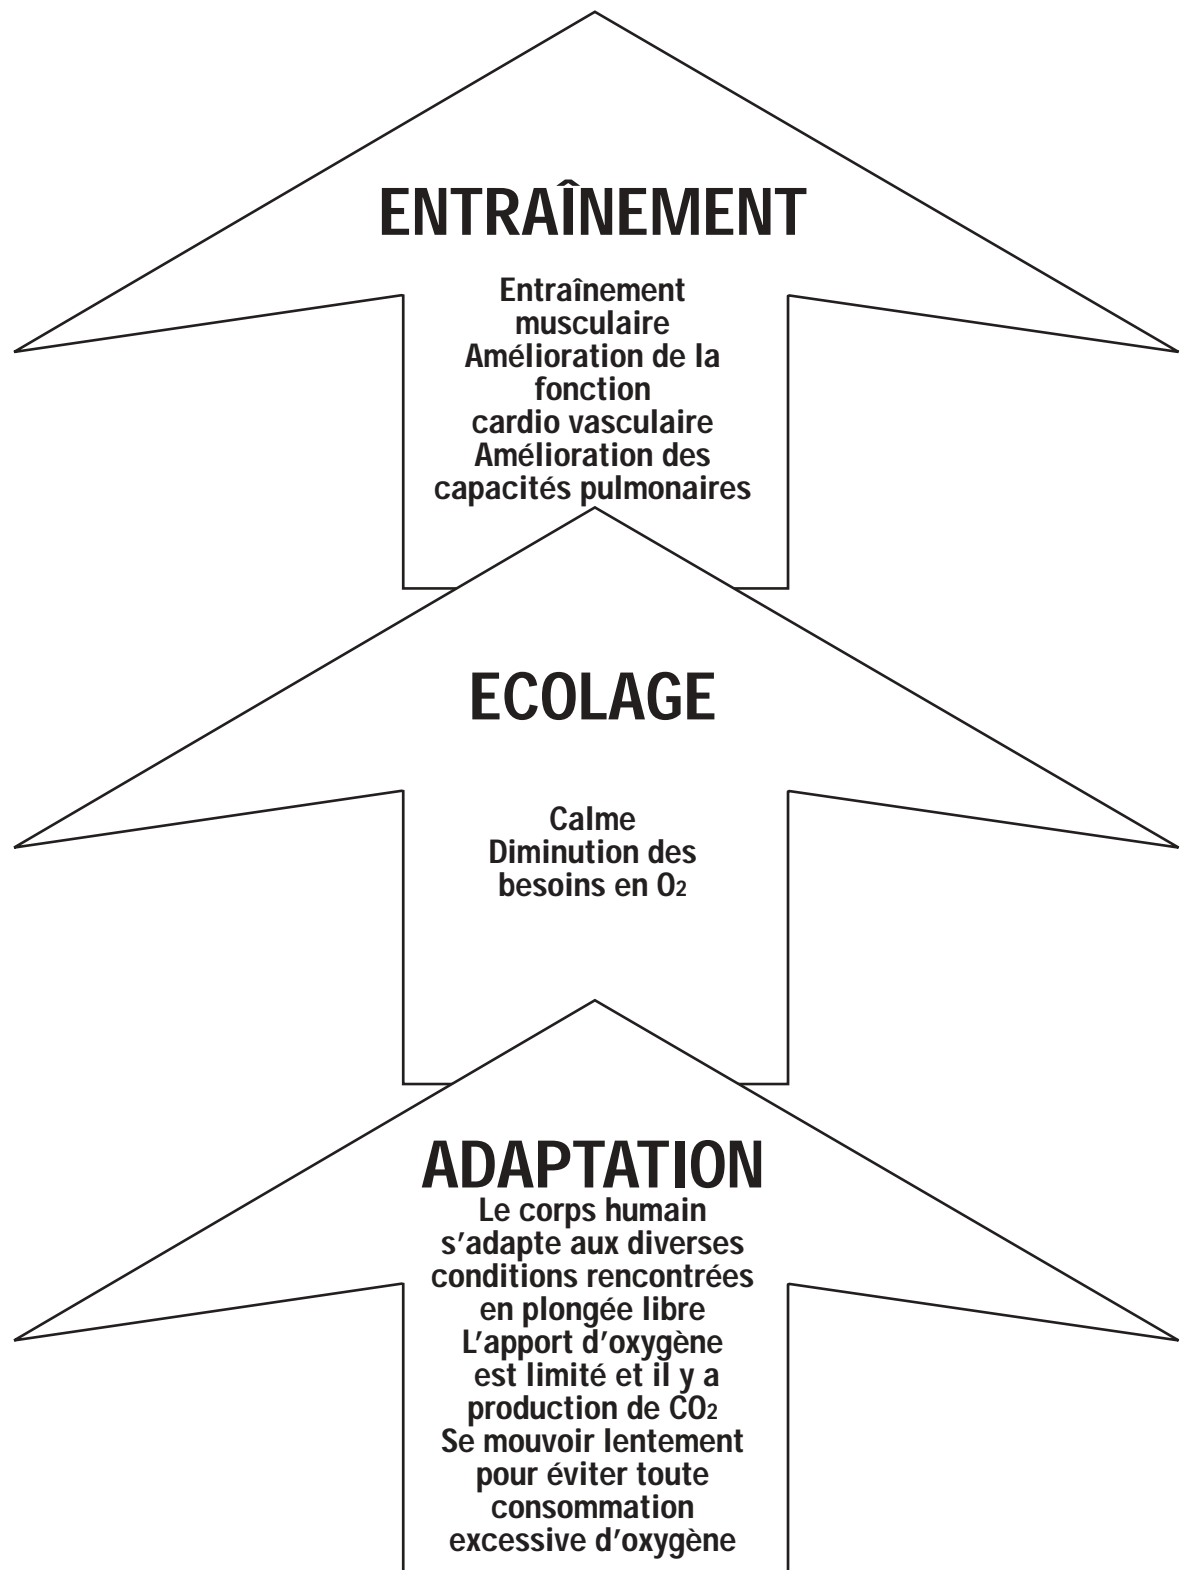 ENTRAÎNEMENT
Entraînement
musculaire
Amélioration de la
fonction
cardio vasculaire
Amélioration des
capacités pulmonaires
ECOLAGE
Calme
Diminution des
besoins en O₂
ADAPTATION
Le corps humain
s’adapte aux diverses
conditions rencontrées
en plongée libre
L’apport d’oxygène
est limité et il y a
production de CO₂
Se mouvoir lentement
pour éviter toute
consommation
excessive d’oxygène